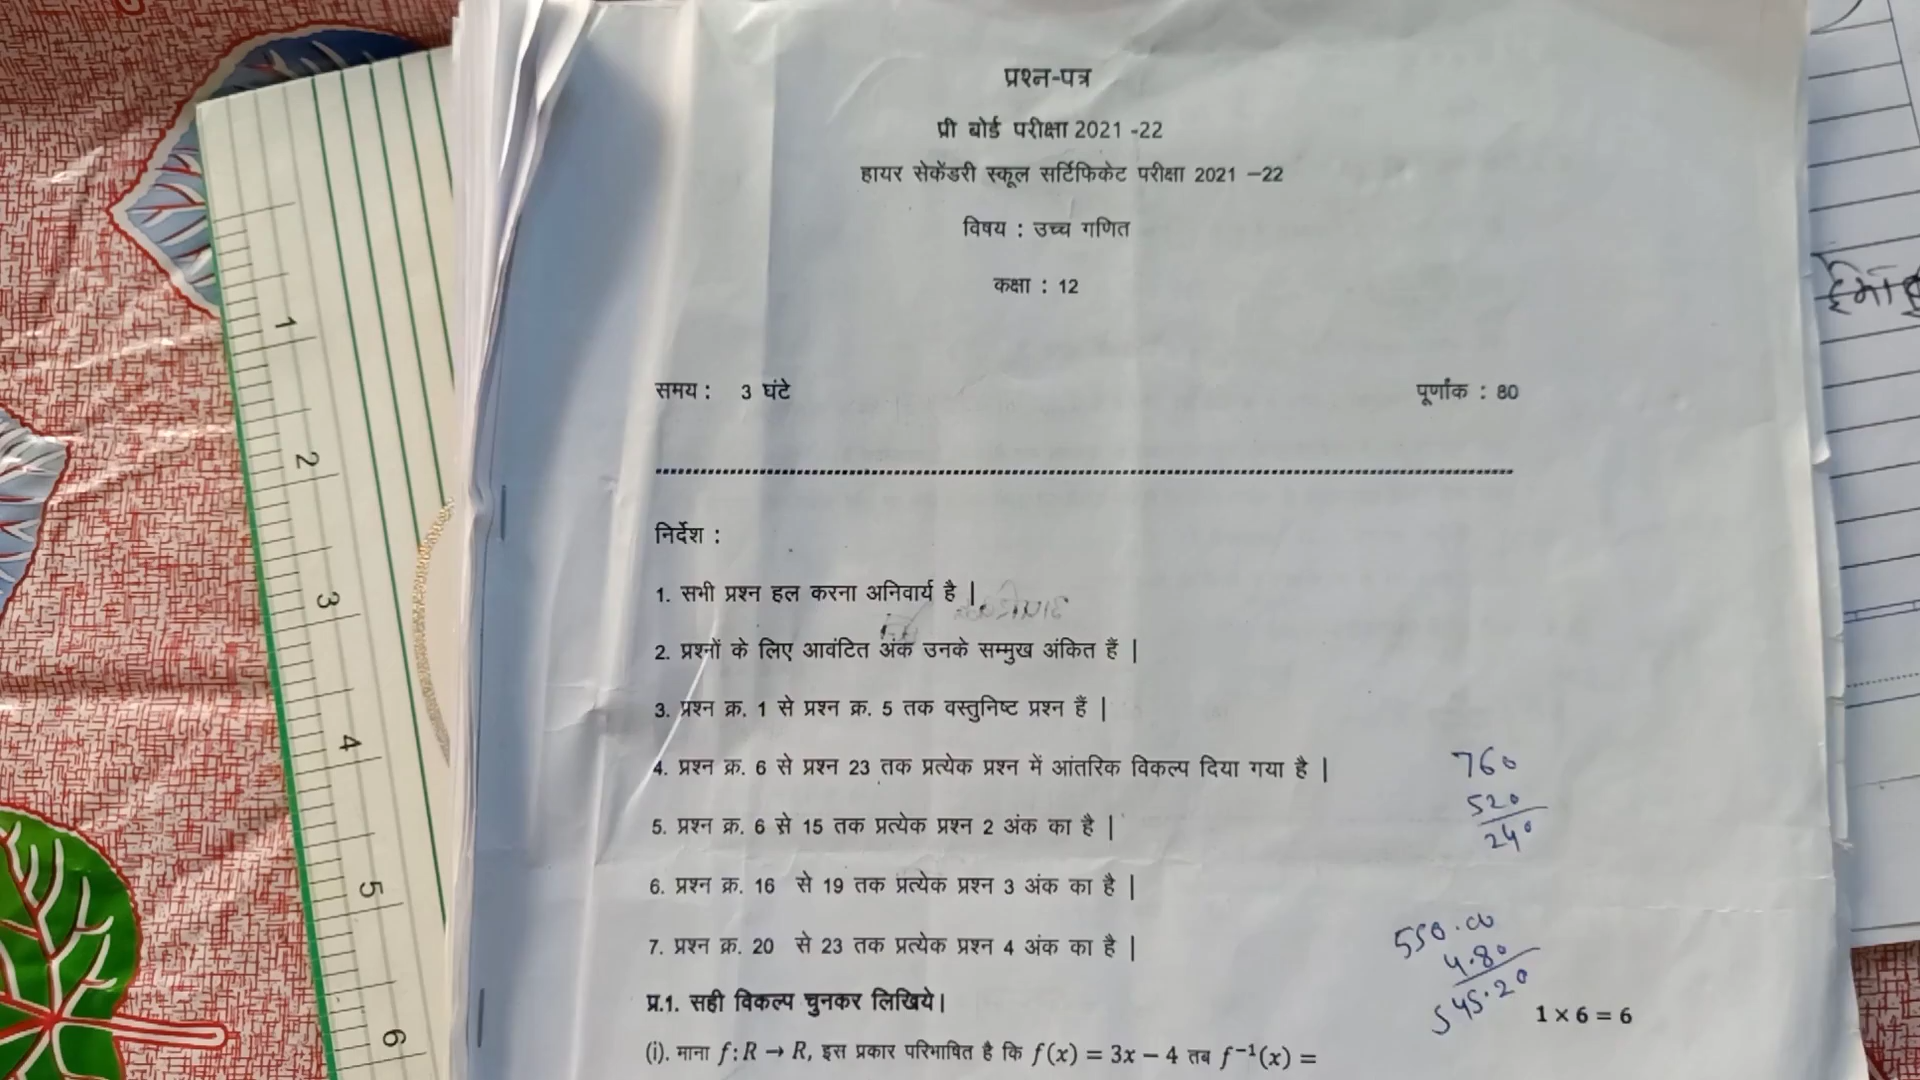 प्रश्न-पत्र
प्री बोर्ड परीक्षा 2021 -22
हायर सेकेंडरी स्कूल सर्टिफिकेट परीक्षा 2021 –22
विषय : उच्च गणित
कक्षा : 12
समय : 3 घंटे पूर्णांक : 80
निर्देश :
1. सभी प्रश्न हल करना अनिवार्य है |
2. प्रश्नों के लिए आवंटित अंक उनके सम्मुख अंकित हैं |
3. प्रश्न क्र. 1 से प्रश्न क्र. 5 तक वस्तुनिष्ट प्रश्न हैं |
4. प्रश्न क्र. 6 से प्रश्न 23 तक प्रत्येक प्रश्न में आंतरिक विकल्प दिया गया है |
760
520
240
5. प्रश्न क्र. 6 से 15 तक प्रत्येक प्रश्न 2 अंक का है |
6. प्रश्न क्र. 16 से 19 तक प्रत्येक प्रश्न 3 अंक का है |
7. प्रश्न क्र. 20 से 23 तक प्रत्येक प्रश्न 4 अंक का है |
550.00
4.80
545.20
प्र.1. सही विकल्प चुनकर लिखिये। 1 × 6 = 6
(i). माना f: R → R, इस प्रकार परिभाषित है कि f(x) = 3x − 4 तब f⁻¹(x) =
1
2
3
4
5
6